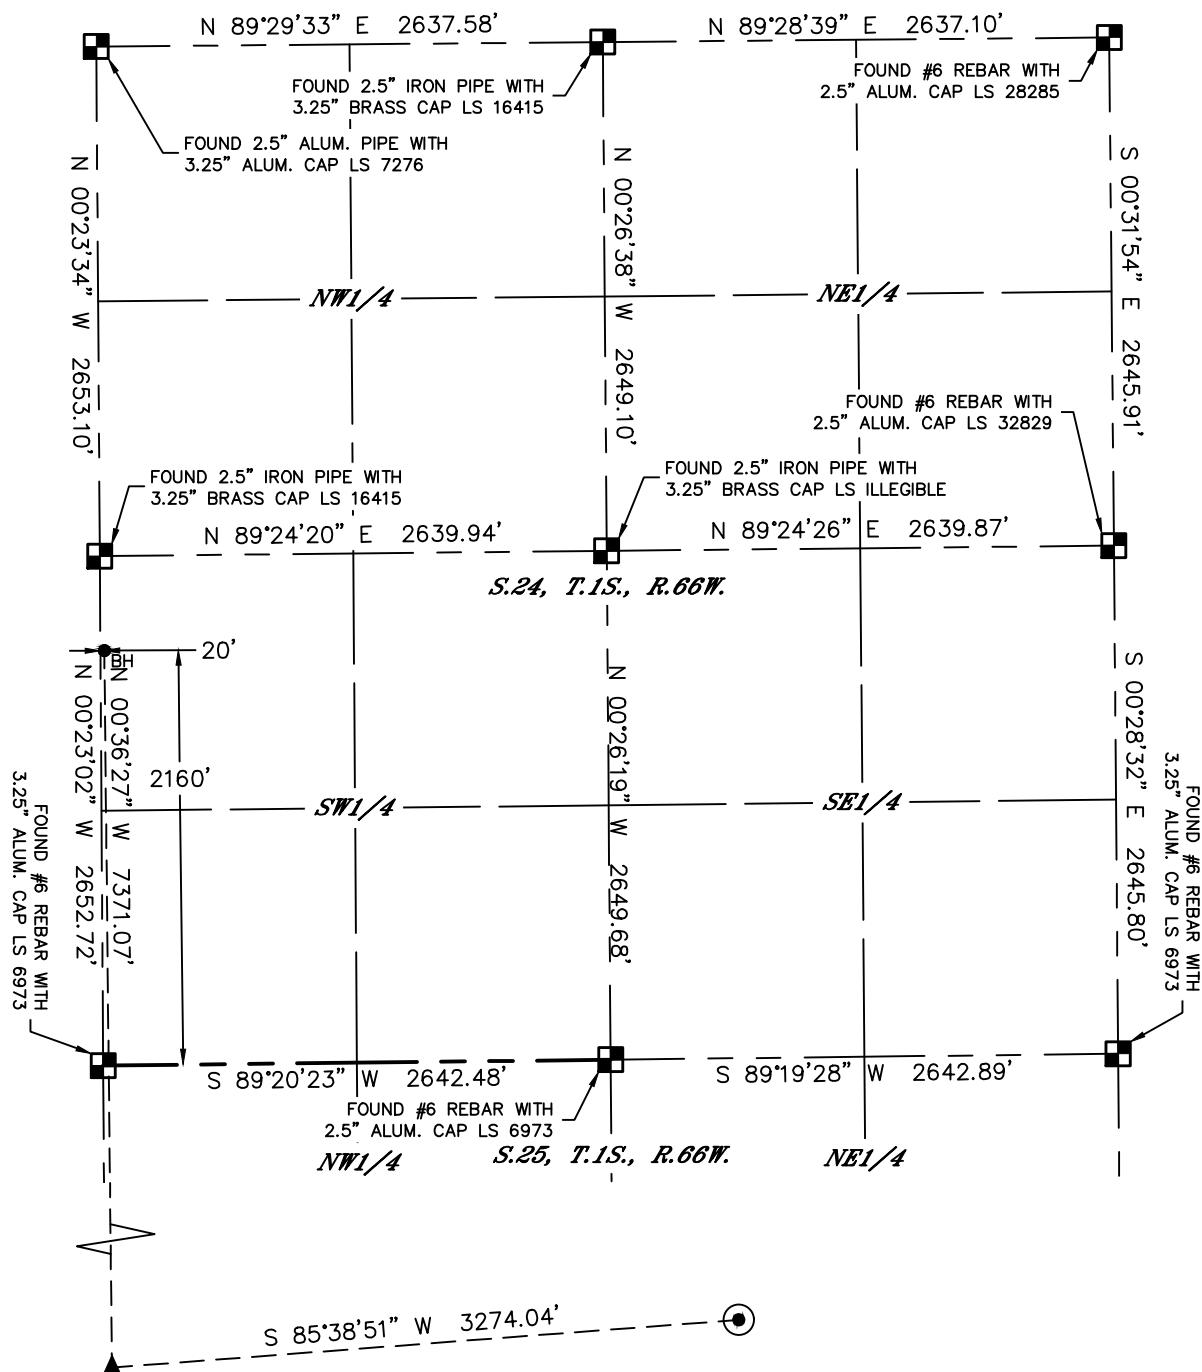 N 89°29'33" E 2637.58'
N 89°28'39" E 2637.10'
FOUND 2.5" IRON PIPE WITH
3.25" BRASS CAP LS 16415
FOUND #6 REBAR WITH
2.5" ALUM. CAP LS 28285
FOUND 2.5" ALUM. PIPE WITH
3.25" ALUM. CAP LS 7276
N 00°23'34" W 2653.10'
N 00°26'38" W 2649.10'
S 00°31'54" E 2645.91'
NW1/4
NE1/4
FOUND #6 REBAR WITH
2.5" ALUM. CAP LS 32829
FOUND 2.5" IRON PIPE WITH
3.25" BRASS CAP LS 16415
FOUND 2.5" IRON PIPE WITH
3.25" BRASS CAP LS ILLEGIBLE
N 89°24'20" E 2639.94'
N 89°24'26" E 2639.87'
S.24, T.1S., R.66W.
20'
BH
N 00°23'02" W 2652.72'
N 00°36'27" W 7371.07'
2160'
N 00°26'19" W 2649.68'
S 00°28'32" E 2645.80'
SW1/4
SE1/4
FOUND #6 REBAR WITH
3.25" ALUM. CAP LS 6973
FOUND #6 REBAR WITH
3.25" ALUM. CAP LS 6973
S 89°20'23" W 2642.48'
S 89°19'28" W 2642.89'
FOUND #6 REBAR WITH
2.5" ALUM. CAP LS 6973
NW1/4
S.25, T.1S., R.66W.
NE1/4
S 85°38'51" W 3274.04'